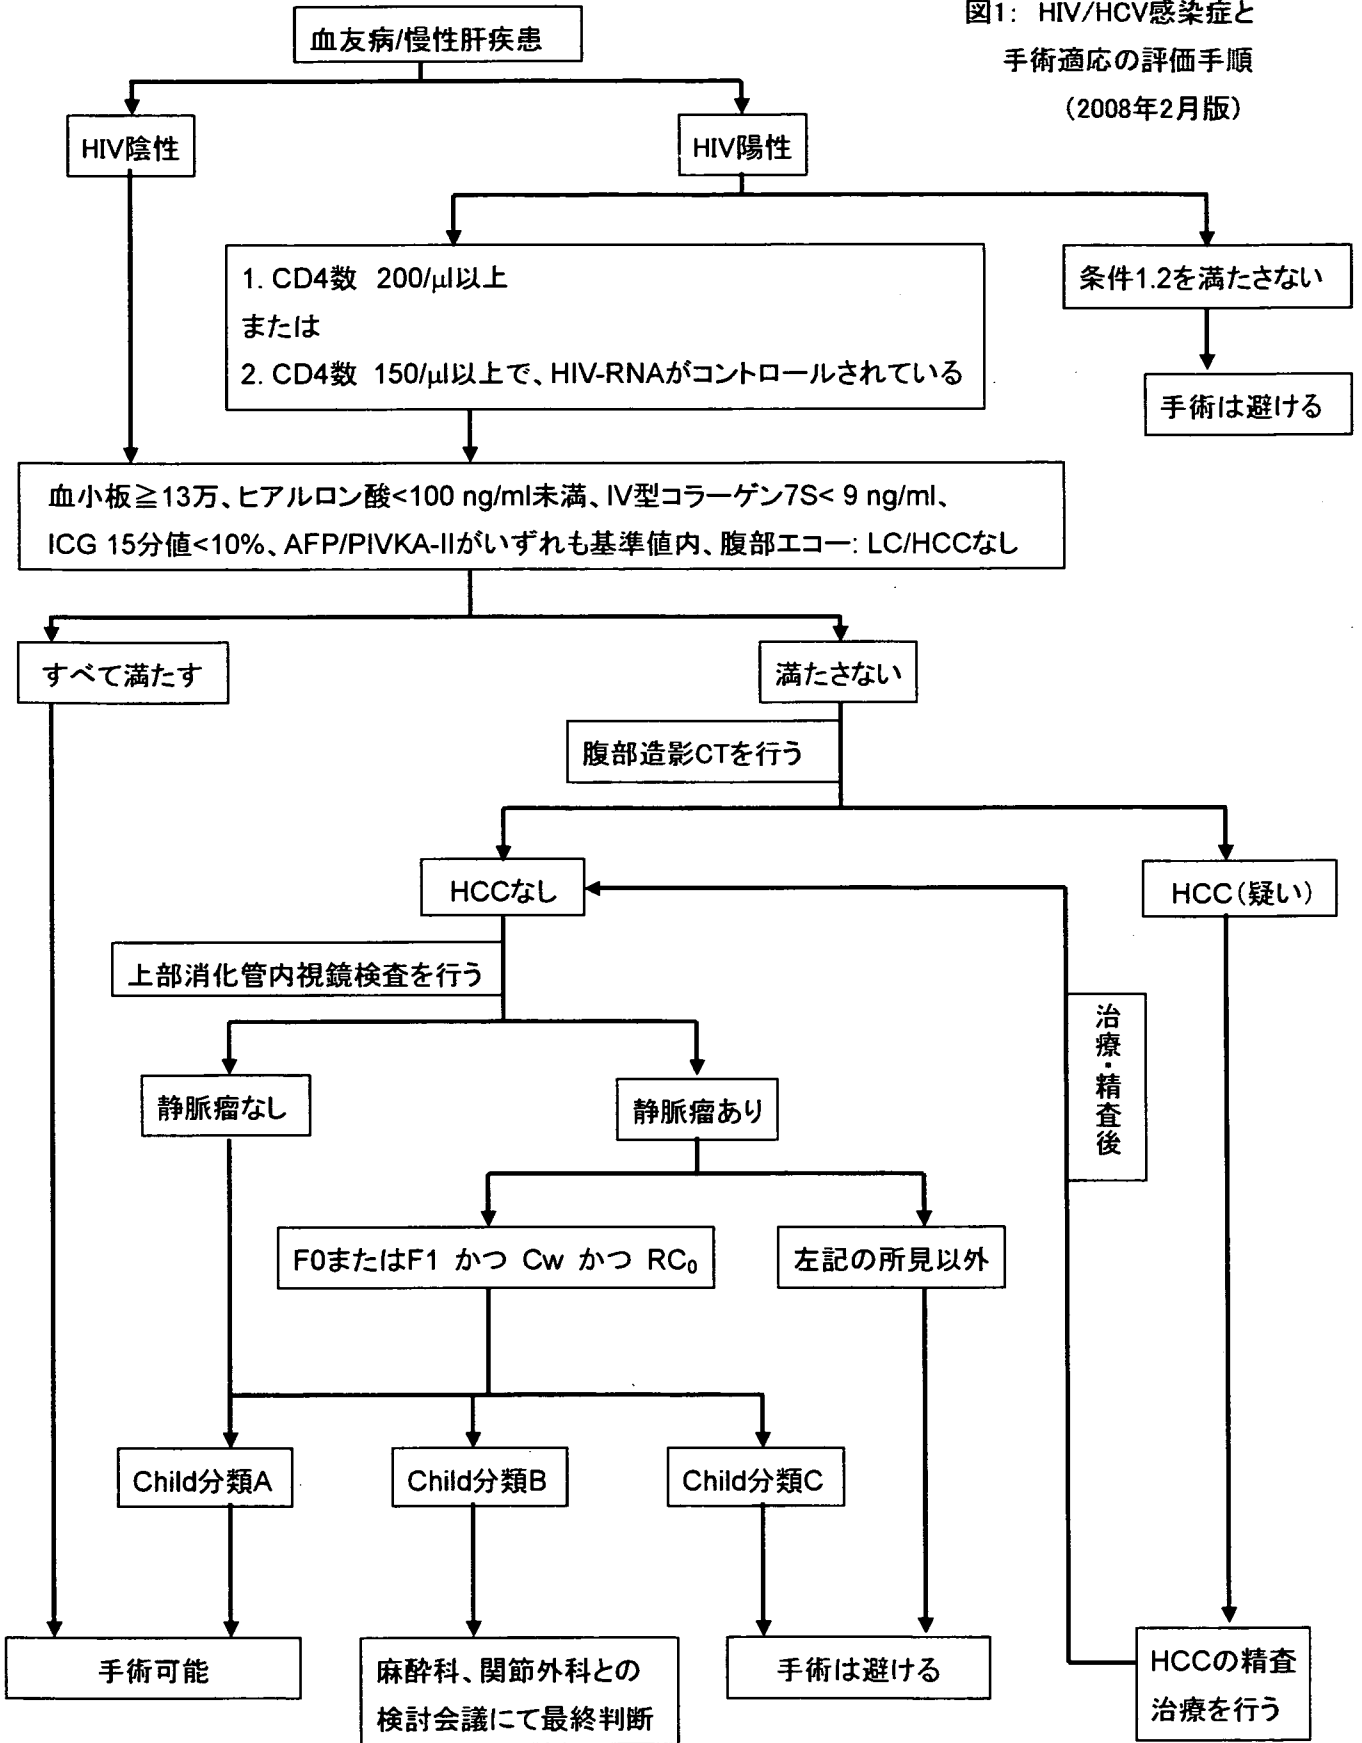 図1: HIV/HCV感染症と
手術適応の評価手順
(2008年2月版)
血友病/慢性肝疾患
HIV陰性
HIV陽性
1. CD4数 200/μl以上
または
2. CD4数 150/μl以上で、HIV-RNAがコントロールされている
条件1.2を満たさない
手術は避ける
血小板≧13万、ヒアルロン酸<100 ng/ml未満、IV型コラーゲン7S< 9 ng/ml、
ICG 15分値<10%、AFP/PIVKA-IIがいずれも基準値内、腹部エコー: LC/HCCなし
すべて満たす
満たさない
腹部造影CTを行う
HCCなし
HCC(疑い)
上部消化管内視鏡検査を行う
治療・精査後
静脈瘤なし
静脈瘤あり
F0またはF1 かつ Cw かつ RC₀
左記の所見以外
Child分類A
Child分類B
Child分類C
手術可能
麻酔科、関節外科との
検討会議にて最終判断
手術は避ける
HCCの精査
治療を行う